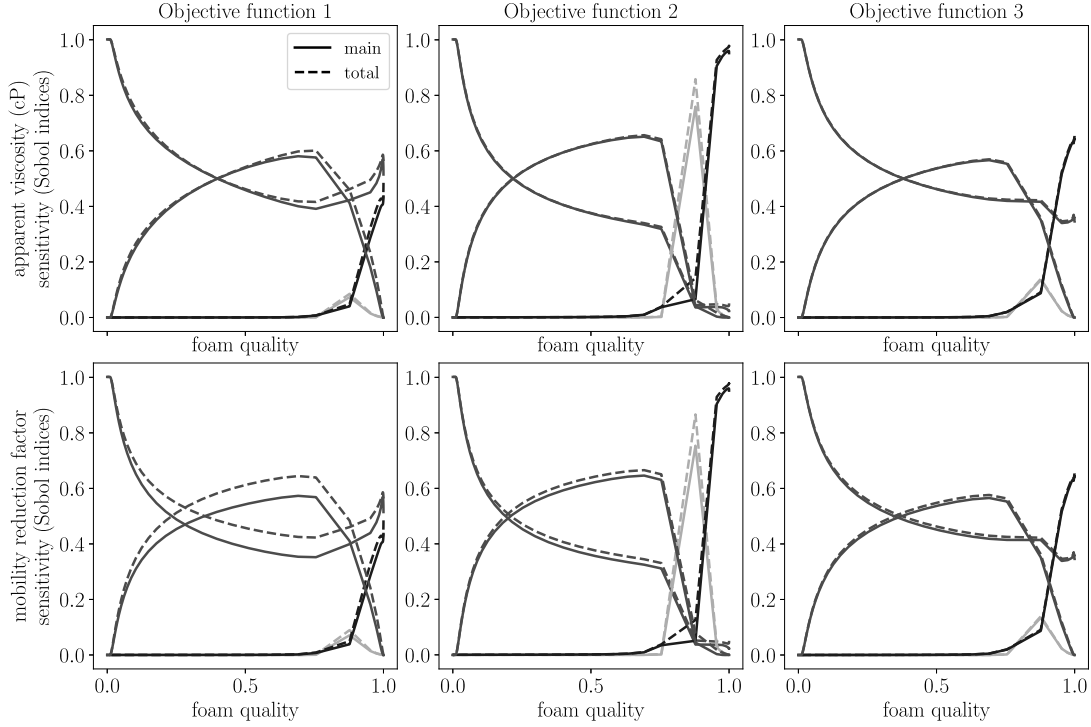 Objective function 1 Objective function 2 Objective function 3
main
total
apparent viscosity (cP)
sensitivity (Sobol indices)
1.0 1.0 1.0
0.8 0.8 0.8
0.6 0.6 0.6
0.4 0.4 0.4
0.2 0.2 0.2
0.0 0.0 0.0
foam quality foam quality foam quality
mobility reduction factor
sensitivity (Sobol indices)
1.0 1.0 1.0
0.8 0.8 0.8
0.6 0.6 0.6
0.4 0.4 0.4
0.2 0.2 0.2
0.0 0.0 0.0
0.0 0.5 1.0 0.0 0.5 1.0 0.0 0.5 1.0
foam quality foam quality foam quality